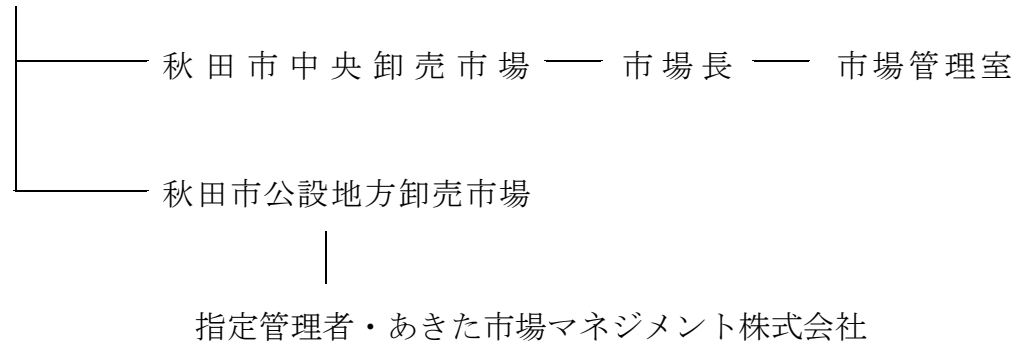 秋田市中央卸売市場 市場長 市場管理室
秋田市公設地方卸売市場
指定管理者・あきた市場マネジメント株式会社